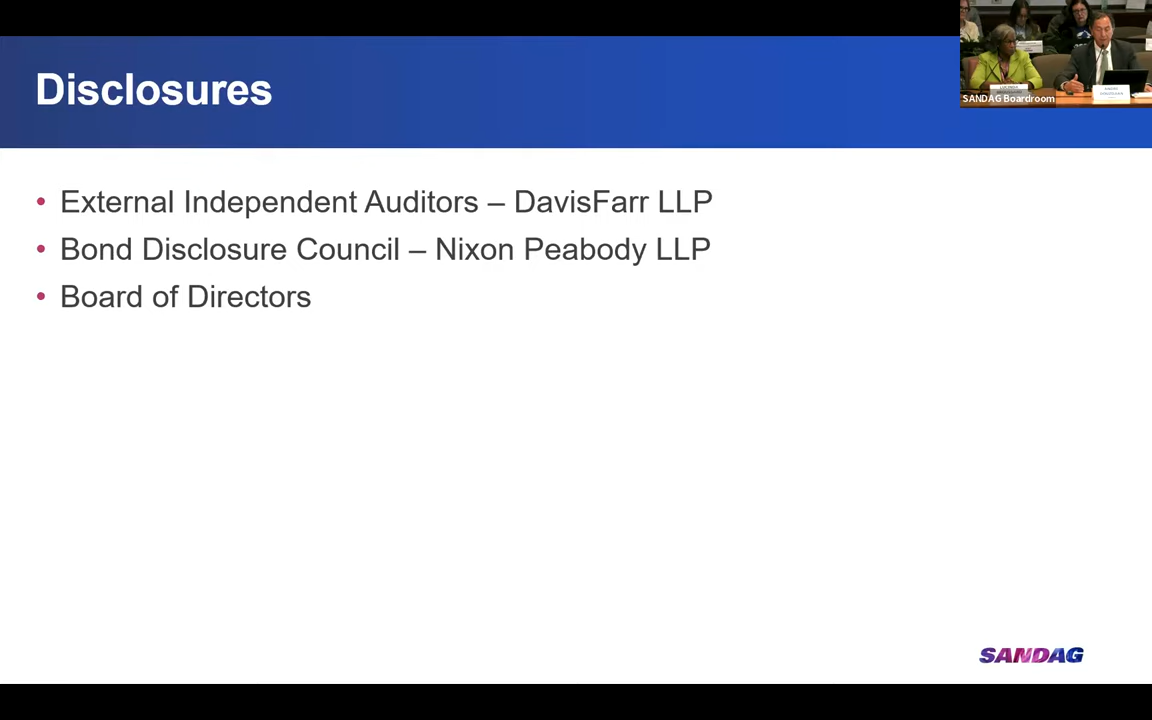 Disclosures
SANDAG Boardroom
• External Independent Auditors – DavisFarr LLP
• Bond Disclosure Council – Nixon Peabody LLP
• Board of Directors
SANDAG